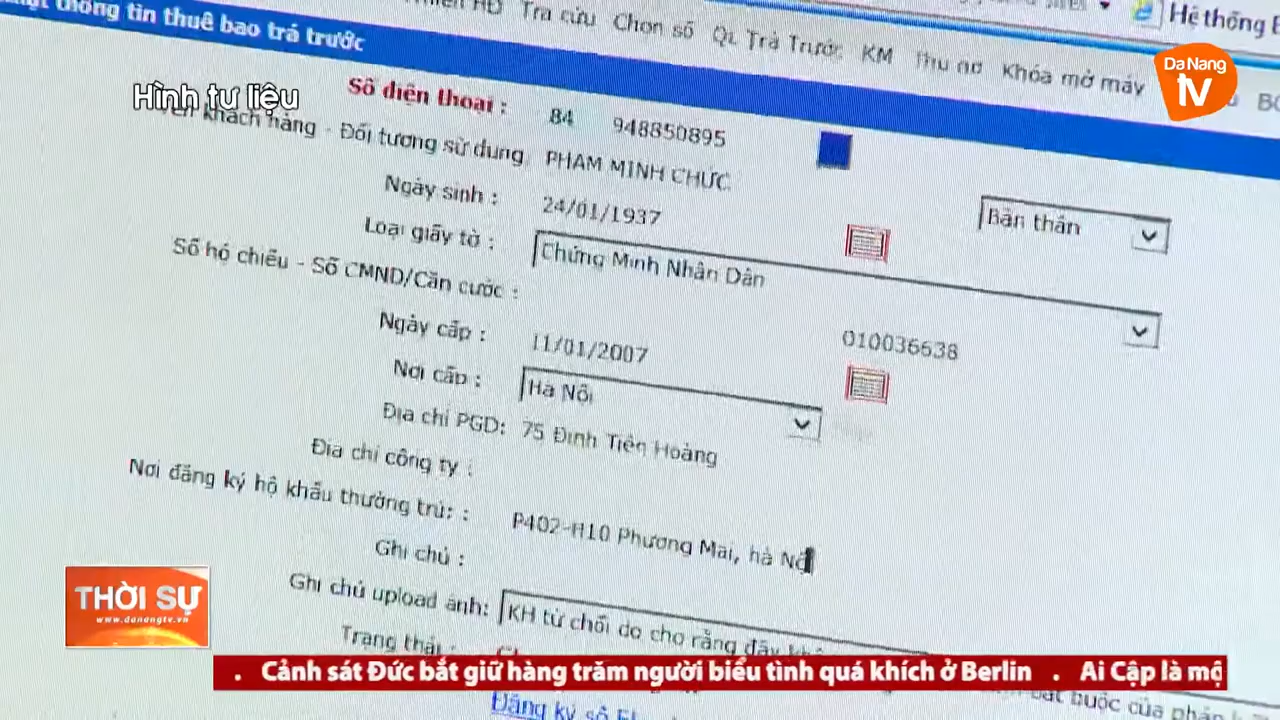 thông tin thuê bao trả trước
Tra cứu Chọn số QL Trả Trước KM Thu nợ Khóa mở máy
Hệ thống
Da Nang
tv
Hình tư liệu
Số điện thoại : 84 948850895
khách hàng - Đối tượng sử dụng PHẠM MINH CHỨC
Bản thân
Ngày sinh : 24/01/1937
Loại giấy tờ : Chứng Minh Nhân Dân
Số hộ chiếu - Số CMND/Căn cước : 010036638
Ngày cấp : 11/01/2007
Nơi cấp : Hà Nội
Địa chỉ PGD: 75 Đinh Tiên Hoàng
Địa chỉ công ty :
Nơi đăng ký hộ khẩu thường trú: : P402-H10 Phương Mai, hà Nộ
Ghi chú :
Ghi chú upload ảnh: KH từ chối do cho rằng đây
Trạng thái :
Đăng ký số
bắt buộc của
THỜI SỰ
www.danangtv.vn
. Cảnh sát Đức bắt giữ hàng trăm người biểu tình quá khích ở Berlin . Ai Cập là mộ